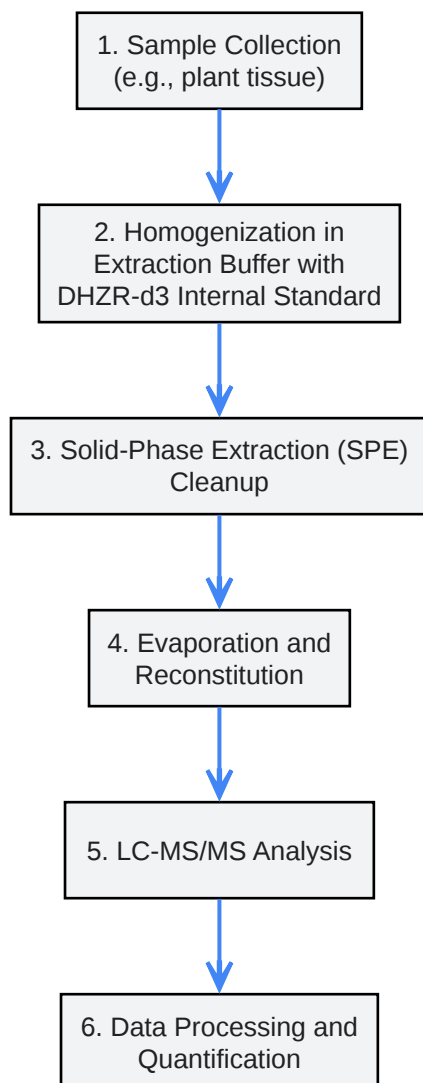 1. Sample Collection
(e.g., plant tissue)
2. Homogenization in
Extraction Buffer with
DHZR-d3 Internal Standard
3. Solid-Phase Extraction (SPE)
Cleanup
4. Evaporation and
Reconstitution
5. LC-MS/MS Analysis
6. Data Processing and
Quantification